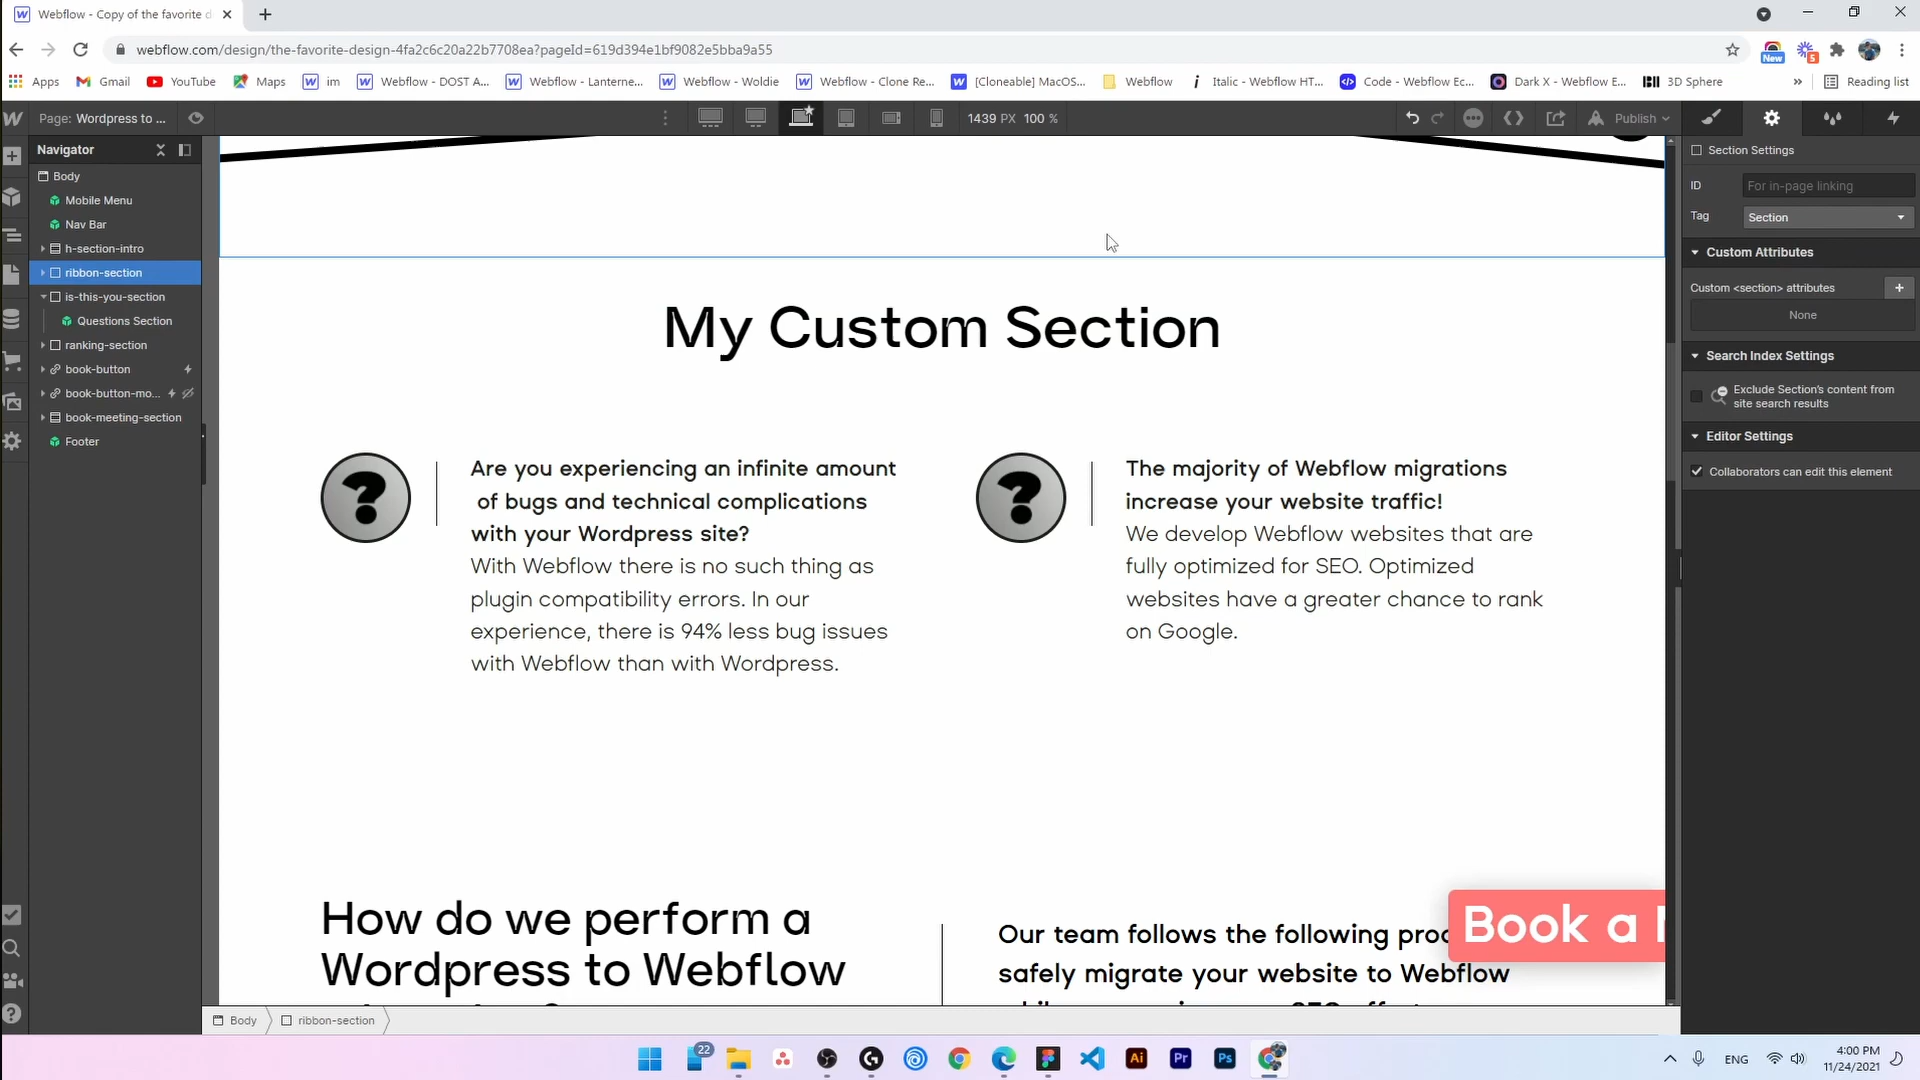 Webflow - Copy of the favorite d
webflow.com/design/the-favorite-design-4fa2c6c20a22b7708ea?pageId=619d394e1bf9082e5bba9a55
New
5
Apps
Gmail
YouTube
Maps
im
Webflow - DOST A...
Webflow - Lanterne...
Webflow - Woldie
Webflow - Clone Re...
[Cloneable] MacOS...
Webflow
Italic - Webflow HT...
Code - Webflow Ec...
Dark X - Webflow E...
3D Sphere
»
Reading list
Page: Wordpress to ...
1439 PX 100 %
Publish
Navigator
Body
Mobile Menu
Nav Bar
h-section-intro
ribbon-section
is-this-you-section
Questions Section
ranking-section
book-button
book-button-mo...
book-meeting-section
Footer
My Custom Section
Are you experiencing an infinite amount
of bugs and technical complications
with your Wordpress site?
With Webflow there is no such thing as
plugin compatibility errors. In our
experience, there is 94% less bug issues
with Webflow than with Wordpress.
The majority of Webflow migrations
increase your website traffic!
We develop Webflow websites that are
fully optimized for SEO. Optimized
websites have a greater chance to rank
on Google.
How do we perform a
Wordpress to Webflow
Our team follows the following
safely migrate your website to Webflow
Book a
Section Settings
ID
For in-page linking
Tag
Section
Custom Attributes
Custom <section> attributes
None
Search Index Settings
Exclude Section's content from
site search results
Editor Settings
Collaborators can edit this element
Body
ribbon-section
22
Ai
Pr
Ps
ENG
4:00 PM
11/24/2021